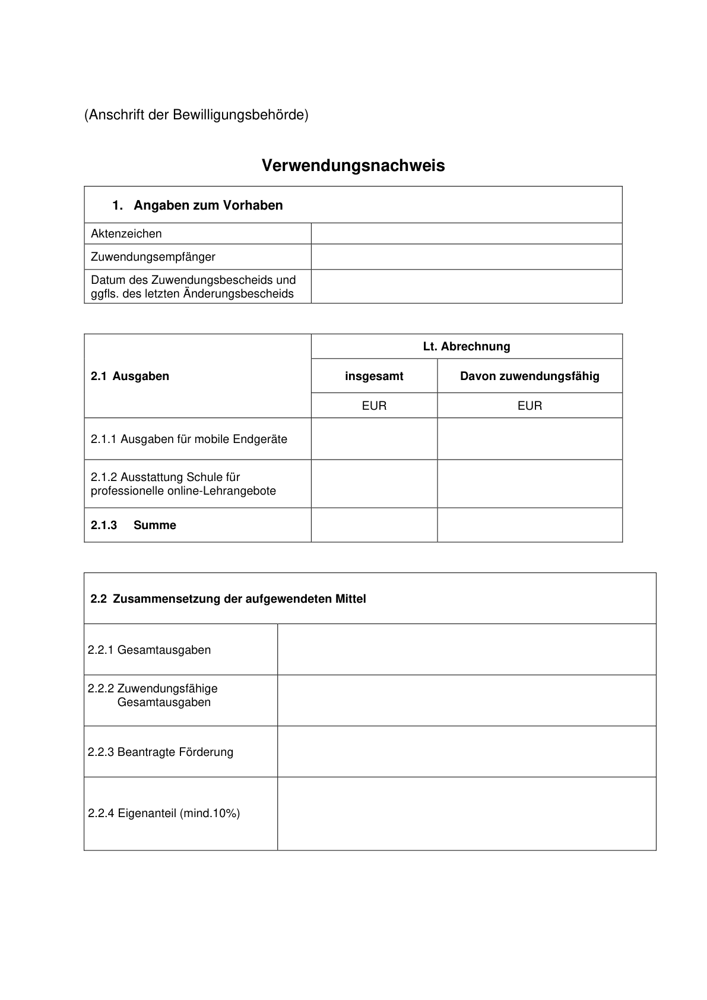 (Anschrift der Bewilligungsbehörde)
Verwendungsnachweis
1. Angaben zum Vorhaben
Aktenzeichen
Zuwendungsempfänger
Datum des Zuwendungsbescheids und
ggfls. des letzten Änderungsbescheids
Lt. Abrechnung
2.1 Ausgaben
insgesamt
Davon zuwendungsfähig
EUR
EUR
2.1.1 Ausgaben für mobile Endgeräte
2.1.2 Ausstattung Schule für
professionelle online-Lehrangebote
2.1.3 Summe
2.2 Zusammensetzung der aufgewendeten Mittel
2.2.1 Gesamtausgaben
2.2.2 Zuwendungsfähige
Gesamtausgaben
2.2.3 Beantragte Förderung
2.2.4 Eigenanteil (mind.10%)